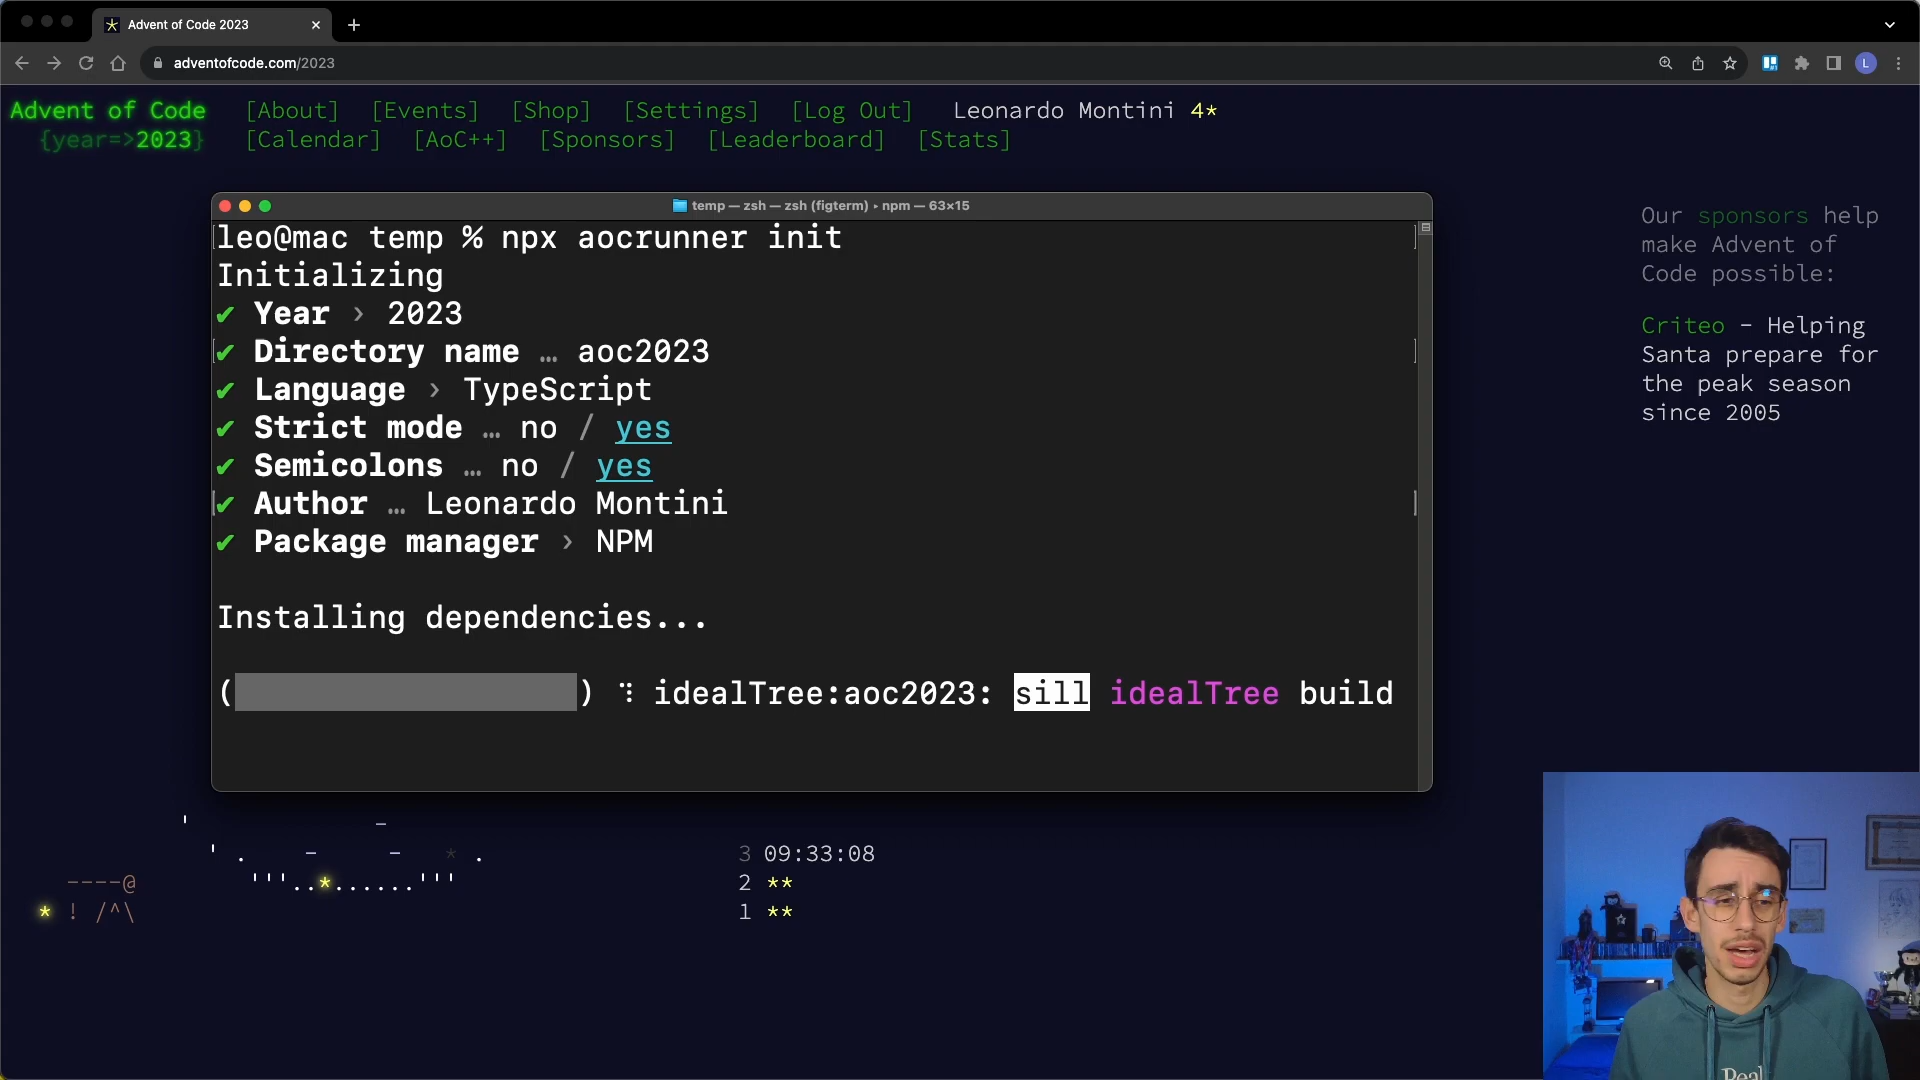 Advent of Code 2023
adventofcode.com/2023
L
Advent of Code [About] [Events] [Shop] [Settings] [Log Out] Leonardo Montini 4*
{year=>2023} [Calendar] [AoC++] [Sponsors] [Leaderboard] [Stats]
temp — zsh — zsh (figterm) ▸ npm — 63×15
leo@mac temp % npx aocrunner init
Initializing
✔ Year › 2023
✔ Directory name … aoc2023
✔ Language › TypeScript
✔ Strict mode … no / yes
✔ Semicolons … no / yes
✔ Author … Leonardo Montini
✔ Package manager › NPM
Installing dependencies...
( ) ⠹ idealTree:aoc2023: sill idealTree build
Our sponsors help
make Advent of
Code possible:
Criteo - Helping
Santa prepare for
the peak season
since 2005
3 09:33:08
2 **
1 **
Real